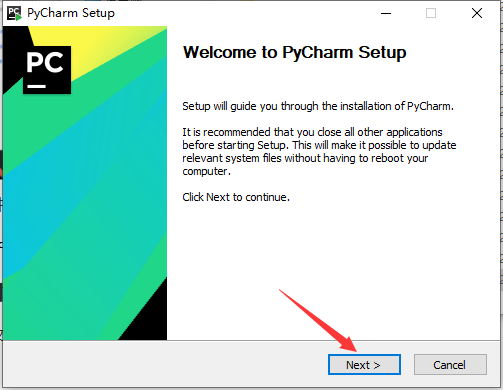 PyCharm Setup
PC
Welcome to PyCharm Setup
Setup will guide you through the installation of PyCharm.
It is recommended that you close all other applications
before starting Setup. This will make it possible to update
relevant system files without having to reboot your
computer.
Click Next to continue.
Next >
Cancel